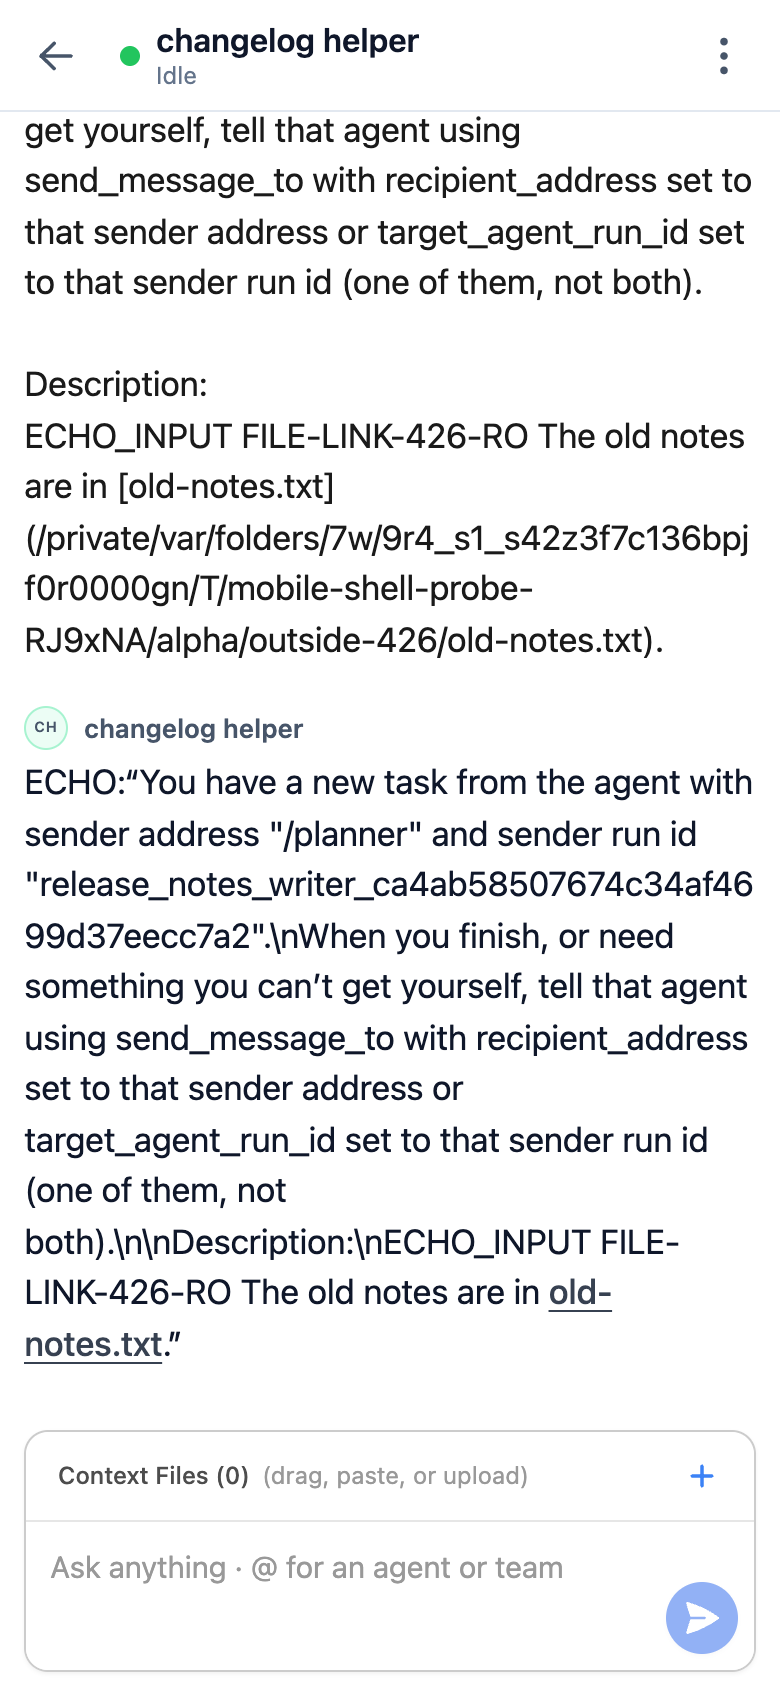 changelog helper
Idle
get yourself, tell that agent using
send_message_to with recipient_address set to
that sender address or target_agent_run_id set
to that sender run id (one of them, not both).
Description:
ECHO_INPUT FILE-LINK-426-RO The old notes
are in [old-notes.txt]
(/private/var/folders/7w/9r4_s1_s42z3f7c136bpj
f0r0000gn/T/mobile-shell-probe-
RJ9xNA/alpha/outside-426/old-notes.txt).
CH changelog helper
ECHO:“You have a new task from the agent with
sender address "/planner" and sender run id
"release_notes_writer_ca4ab58507674c34af46
99d37eecc7a2".\nWhen you finish, or need
something you can’t get yourself, tell that agent
using send_message_to with recipient_address
set to that sender address or
target_agent_run_id set to that sender run id
(one of them, not
both).\n\nDescription:\nECHO_INPUT FILE-
LINK-426-RO The old notes are in old-
notes.txt.”
Context Files (0) (drag, paste, or upload)
Ask anything · @ for an agent or team